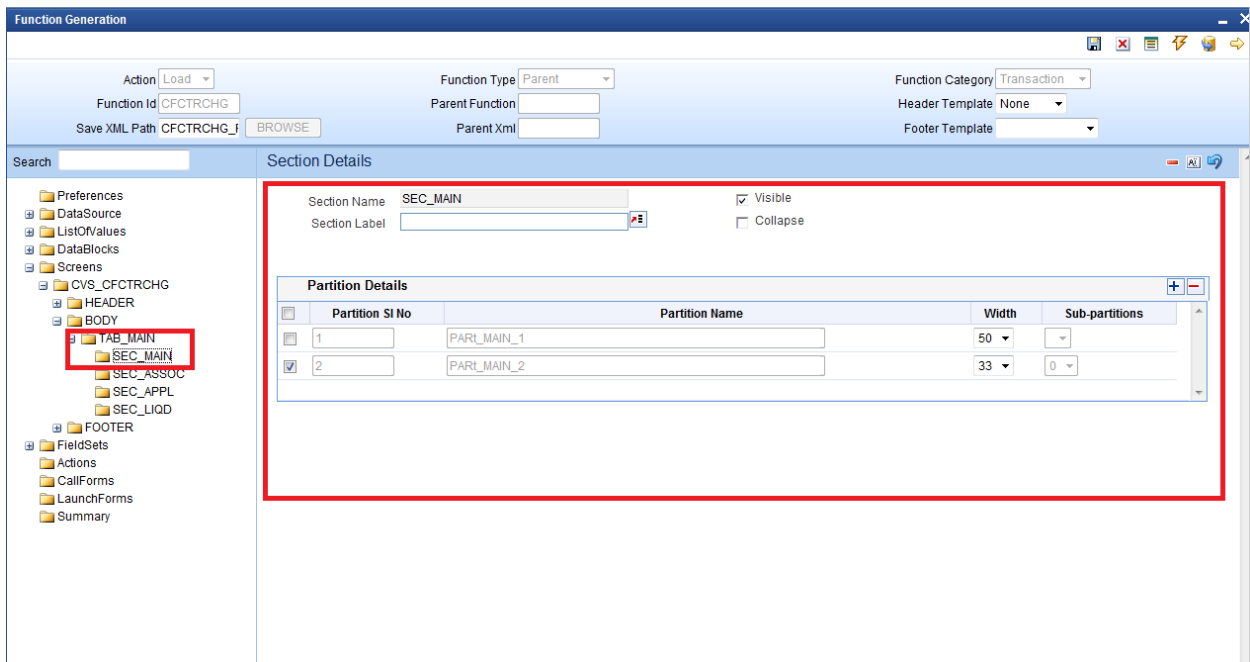 Function Generation
Action Load Function Type Parent Function Category Transaction
Function Id CFCTRCHG Parent Function Header Template None
Save XML Path CFCTRCHG_F BROWSE Parent Xml Footer Template
Search Section Details
Preferences
DataSource
ListOfValues
DataBlocks
Screens
CVS_CFCTRCHG
HEADER
BODY
TAB_MAIN
SEC_MAIN
SEC_ASSOC
SEC_APPL
SEC_LIQD
FOOTER
FieldSets
Actions
CallForms
LaunchForms
Summary
Section Name SEC_MAIN Visible
Section Label Collapse
Partition Details
Partition Sl No Partition Name Width Sub-partitions
1 PARt_MAIN_1 50
2 PARt_MAIN_2 33 0